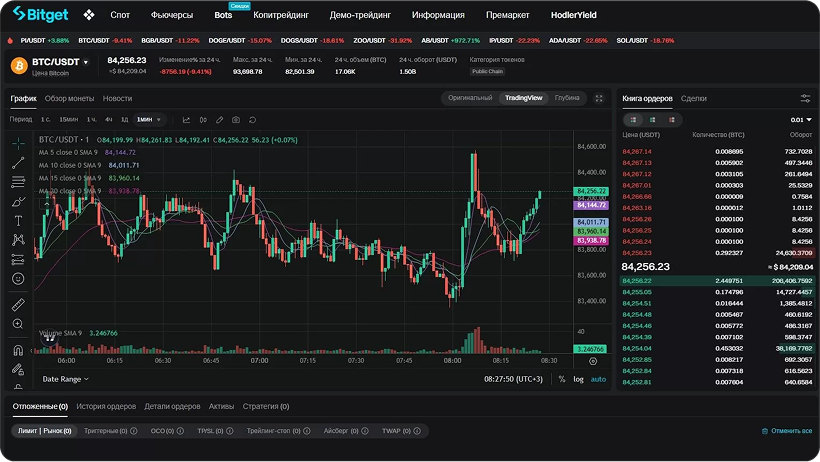 Bitget Спот Фьючерсы Bots Скидки Копитрейдинг Демо-трейдинг Информация Премаркет HodlerYield
PI/USDT +3.88% BTC/USDT -9.41% BGB/USDT -11.22% DOGE/USDT -15.07% DOGS/USDT -18.61% ZOO/USDT -31.92% AB/USDT +972.71% IP/USDT -22.23% ADA/USDT -22.65% SOL/USDT -18.76%
BTC/USDT 84,256.23 Изменение% за 24 ч. Макс. за 24 ч. Мин. за 24 ч. 24 ч. объем (BTC) 24 ч. оборот (USDT) Категория токенов
Цена Bitcoin ≈$ 84,209.04 -8756.19 (-9.41%) 93,698.78 82,501.39 17.06K 1.50B Public Chain
График Обзор монеты Новости Оригинальный TradingView Глубина
Период 1 с. 15мин 1 ч. 4ч 1д 1мин
BTC/USDT · 1 O84,199.99 H84,261.83 L84,192.41 C84,256.22 56.23 (+0.07%)
MA 5 close 0 SMA 9 84,144.72
MA 10 close 0 SMA 9 84,011.71
MA 15 close 0 SMA 9 83,960.14
MA 30 close 0 SMA 9 83,938.78
84,600.00
84,400.00
84,256.22
84,200.00
84,144.72
84,011.71
83,960.14
83,938.78
83,800.00
83,600.00
83,400.00
Volume SMA 9 3.246766
40
3.246766
06:00 06:15 06:30 06:45 07:00 07:15 07:30 07:45 08:00 08:15 08:30
Date Range 08:27:50 (UTC+3) % log auto
Книга ордеров Сделки
0.01
Цена (USDT) Количество (BTC) Оборот
84,267.14 0.008695 732.7028
84,267.13 0.005902 497.3446
84,267.12 0.003105 261.6494
84,267.01 0.000303 25.5329
84,266.66 0.000009 0.7584
84,263.16 0.000012 1.0112
84,256.26 0.000100 8.4256
84,256.25 0.000100 8.4256
84,256.24 0.000100 8.4256
84,256.23 0.292327 24,630.3709
84,256.23 ≈ $ 84,209.04
84,256.22 2.449751 206,406.7592
84,255.05 0.174796 14,727.4457
84,254.51 0.016444 1,385.4812
84,254.48 0.005467 460.6192
84,254.46 0.005772 486.3167
84,254.39 0.007102 598.3747
84,254.04 0.453032 38,169.7762
84,252.85 0.008217 692.3057
84,252.84 0.007318 616.5623
84,252.81 0.007604 640.6584
Отложенные (0) История ордеров Детали ордеров Активы Стратегия (0)
Лимит | Рынок(0) Триггерные (0) OCO (0) TP/SL (0) Трейлинг-стоп (0) Айсберг (0) TWAP (0) Отменить все